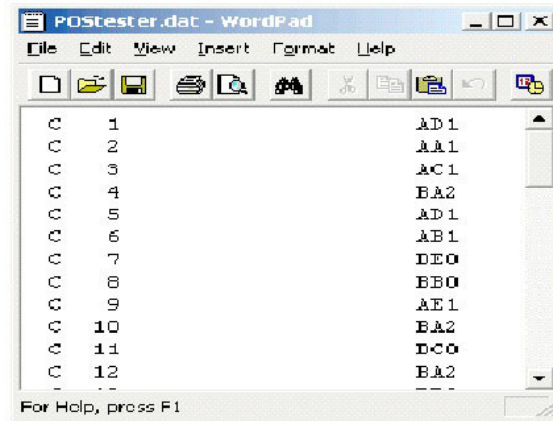 POStester.dat - WordPad
File Edit View Insert Format Help
C 1 AD1
C 2 AA1
C 3 AC1
C 4 BA2
C 5 AD1
C 6 AB1
C 7 DE0
C 8 BB0
C 9 AE1
C 10 BA2
C 11 DC0
C 12 BA2
For Help, press F1